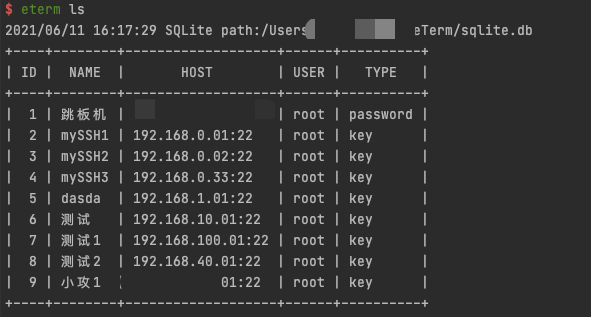 $ eterm ls
2021/06/11 16:17:29 SQLite path:/Users eTerm/sqlite.db
+----+--------+-------------------+------+----------+
| ID | NAME | HOST | USER | TYPE |
+----+--------+-------------------+------+----------+
| 1 | 跳板机 | | root | password |
| 2 | mySSH1 | 192.168.0.01:22 | root | key |
| 3 | mySSH2 | 192.168.0.02:22 | root | key |
| 4 | mySSH3 | 192.168.0.33:22 | root | key |
| 5 | dasda | 192.168.1.01:22 | root | key |
| 6 | 测试 | 192.168.10.01:22 | root | key |
| 7 | 测试1 | 192.168.100.01:22 | root | key |
| 8 | 测试2 | 192.168.40.01:22 | root | key |
| 9 | 小攻1 | 01:22 | root | key |
+----+--------+-------------------+------+----------+